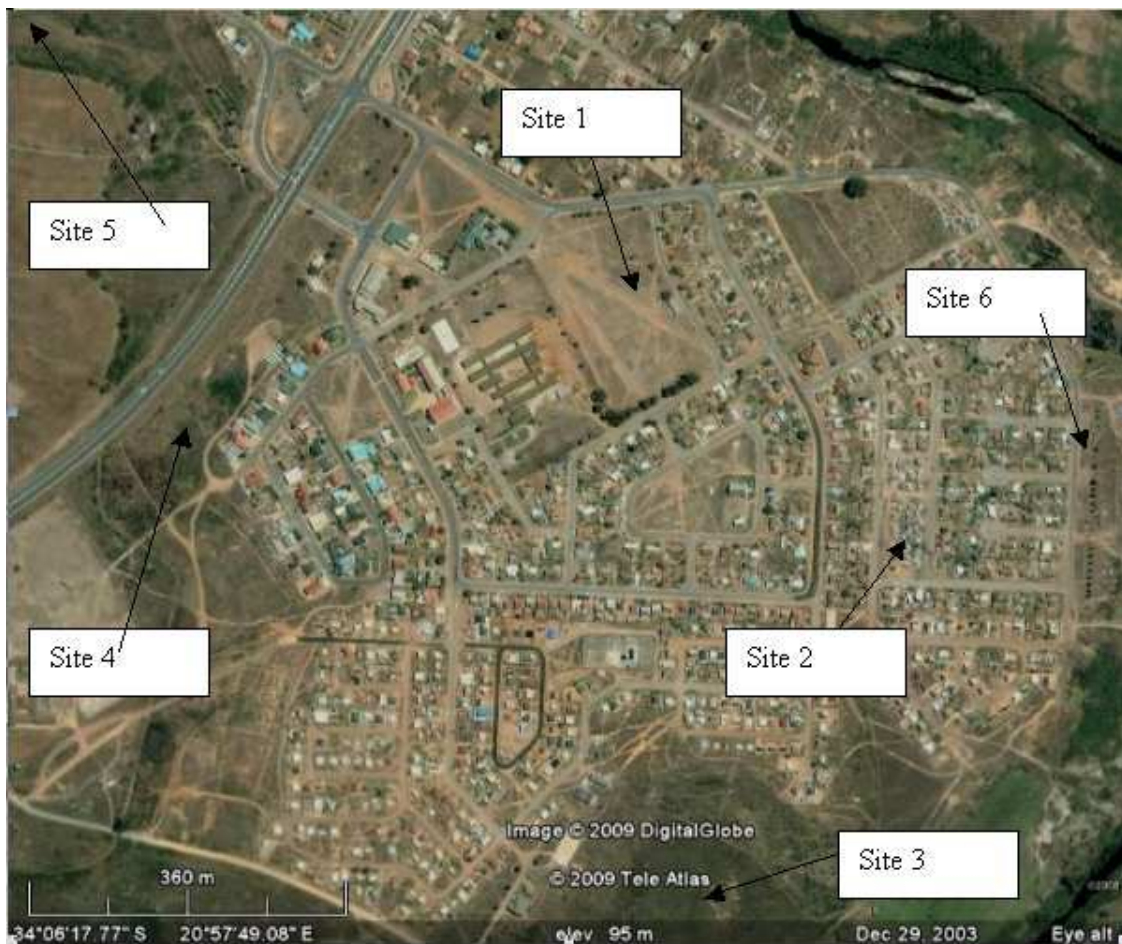 Site 1
Site 5
Site 6
Site 4
Site 2
Image © 2009 DigitalGlobe
Site 3
360 m
© 2009 Tele Atlas
34°06'17.77" S 20°57'49.08" E elev 95 m Dec 29, 2003 Eye alt